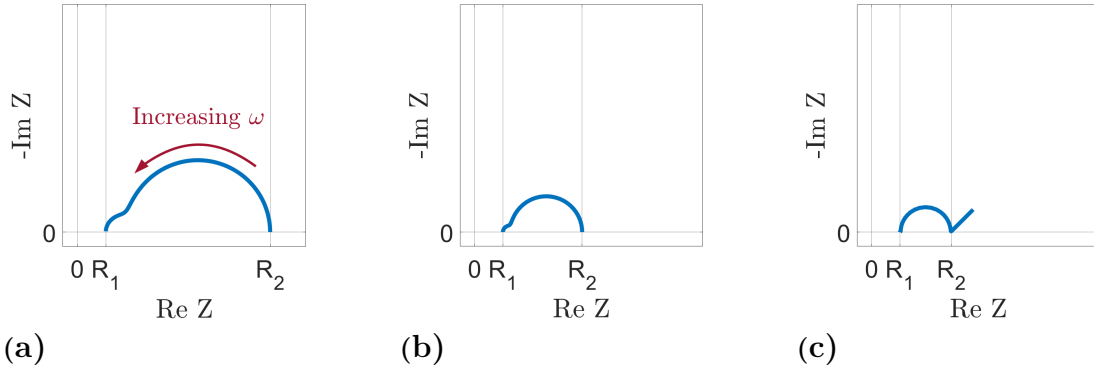 -Im Z
Increasing ω
0
0 R₁ R₂
Re Z
(a)
-Im Z
0
0 R₁ R₂
Re Z
(b)
-Im Z
0
0 R₁ R₂
Re Z
(c)